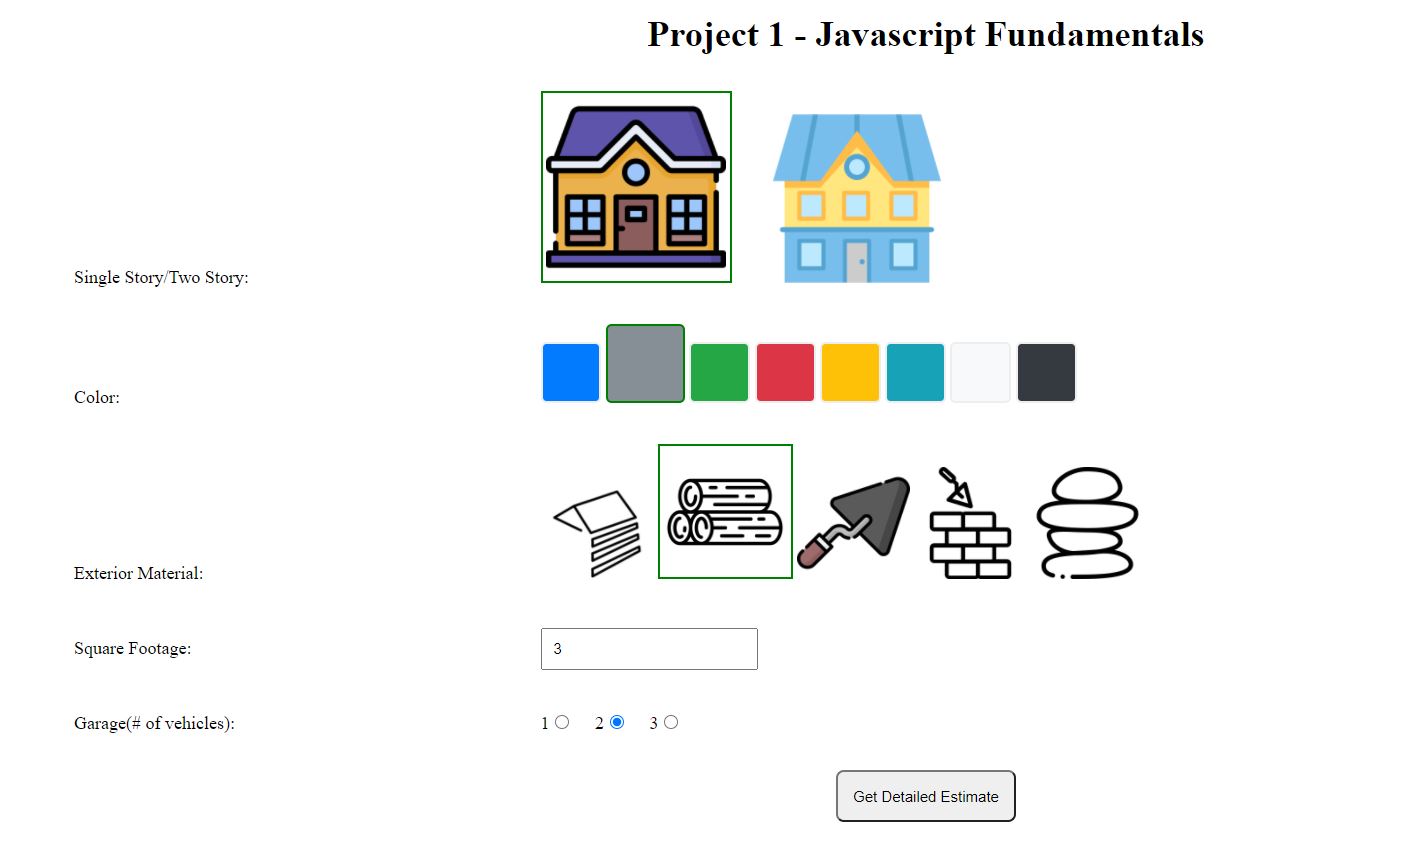 Project 1 - Javascript Fundamentals
Single Story/Two Story:
Color:
Exterior Material:
Square Footage:
3
Garage(# of vehicles):
1 2 3
Get Detailed Estimate